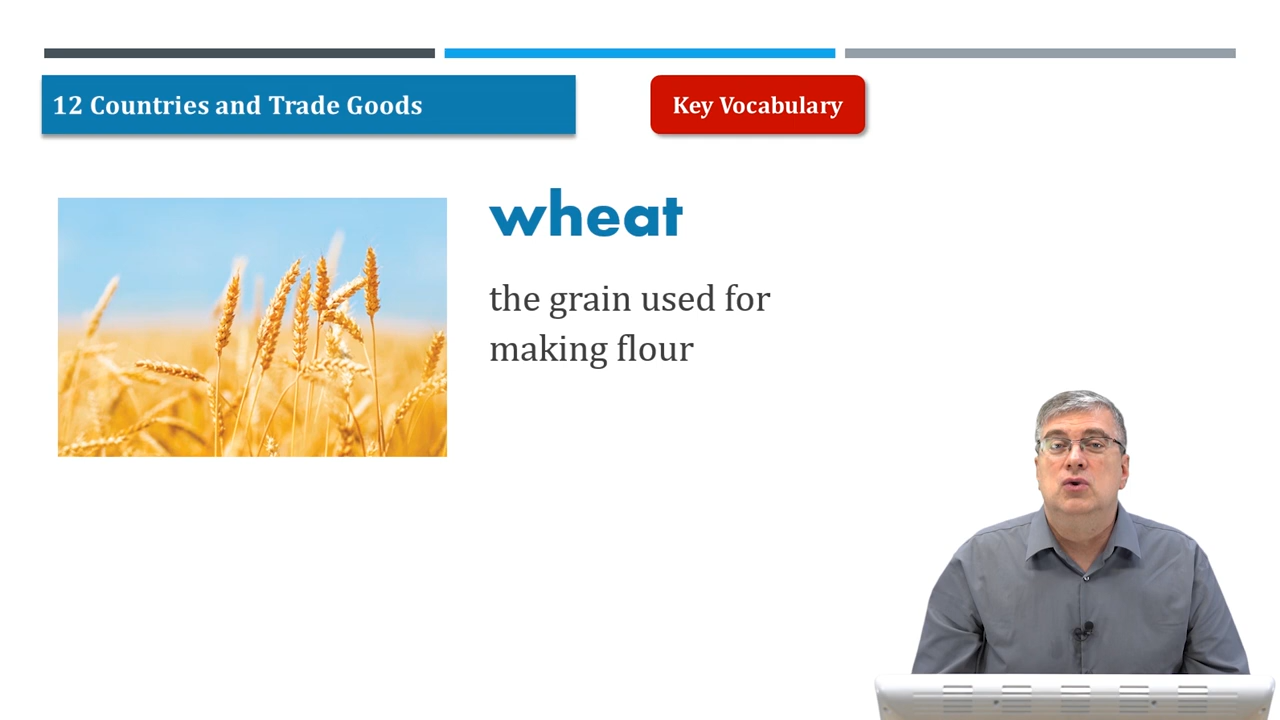 12 Countries and Trade Goods
Key Vocabulary
wheat
the grain used for
making flour